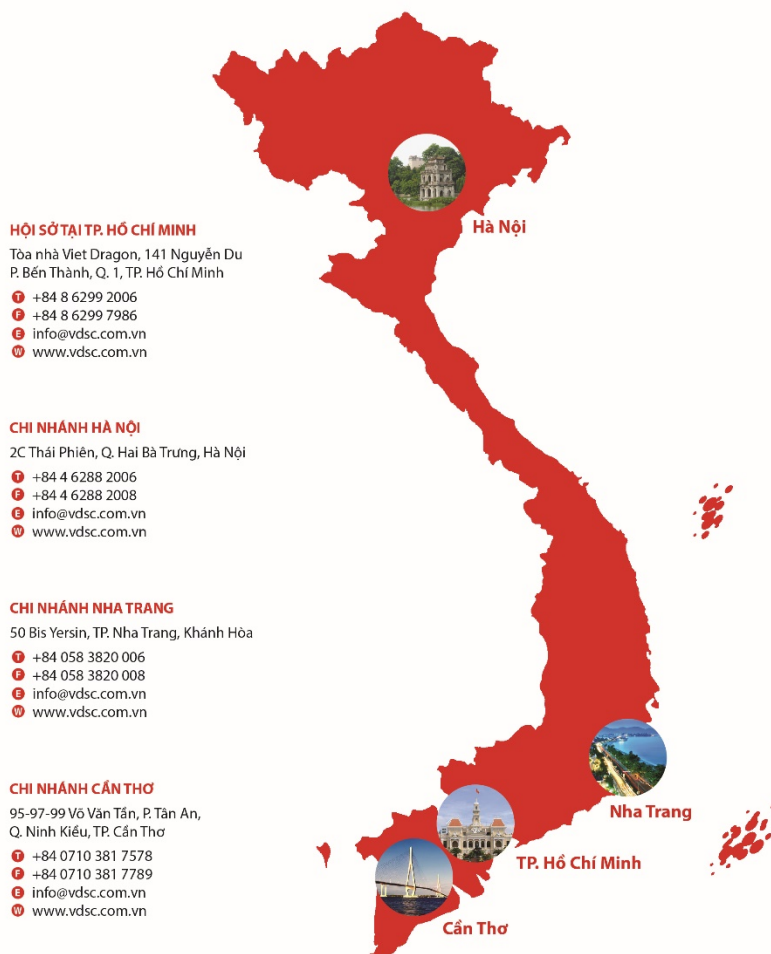 HỘI SỞ TẠI TP. HỒ CHÍ MINH
Tòa nhà Viet Dragon, 141 Nguyễn Du
P. Bến Thành, Q. 1, TP. Hồ Chí Minh
T +84 8 6299 2006
F +84 8 6299 7986
E info@vdsc.com.vn
W www.vdsc.com.vn
CHI NHÁNH HÀ NỘI
2C Thái Phiên, Q. Hai Bà Trưng, Hà Nội
T +84 4 6288 2006
F +84 4 6288 2008
E info@vdsc.com.vn
W www.vdsc.com.vn
CHI NHÁNH NHA TRANG
50 Bis Yersin, TP. Nha Trang, Khánh Hòa
T +84 058 3820 006
F +84 058 3820 008
E info@vdsc.com.vn
W www.vdsc.com.vn
CHI NHÁNH CẦN THƠ
95-97-99 Võ Văn Tần, P. Tân An,
Q. Ninh Kiều, TP. Cần Thơ
T +84 0710 381 7578
F +84 0710 381 7789
E info@vdsc.com.vn
W www.vdsc.com.vn
Hà Nội
Nha Trang
TP. Hồ Chí Minh
Cần Thơ